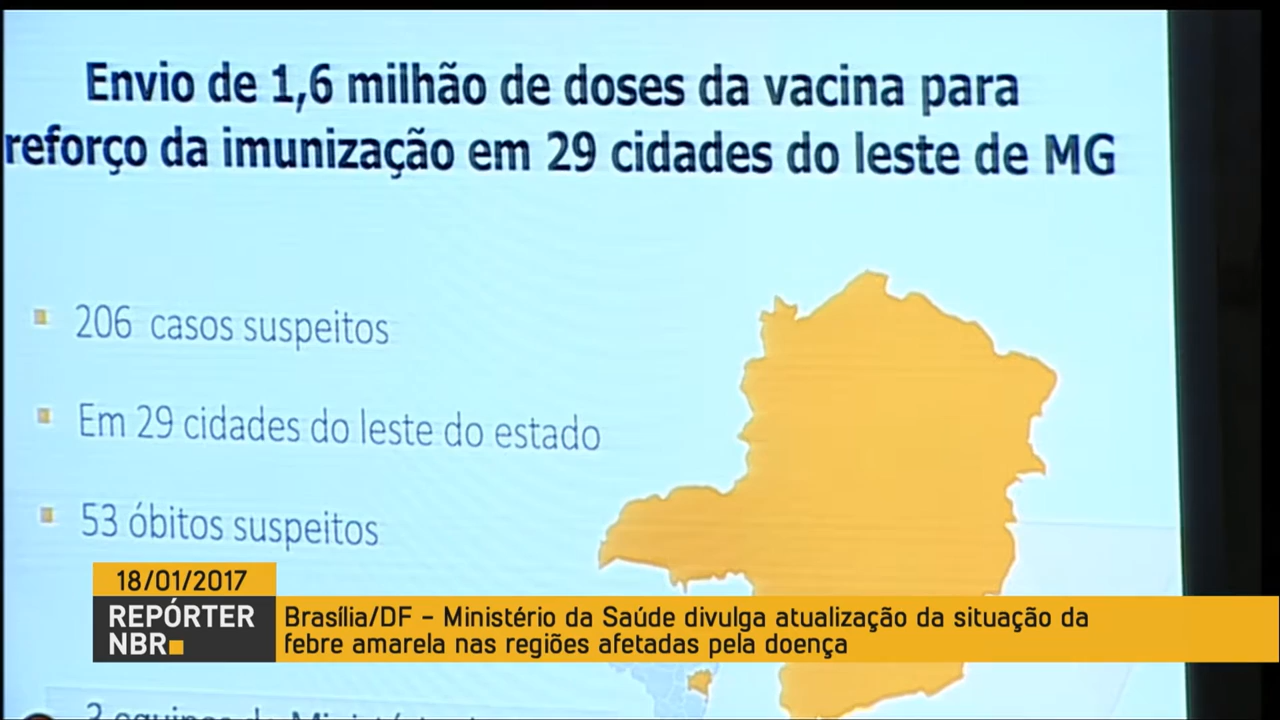 Envio de 1,6 milhão de doses da vacina para
reforço da imunização em 29 cidades do leste de MG
206 casos suspeitos
Em 29 cidades do leste do estado
53 óbitos suspeitos
18/01/2017
REPÓRTER
NBR
Brasília/DF - Ministério da Saúde divulga atualização da situação da
febre amarela nas regiões afetadas pela doença
3 equipes